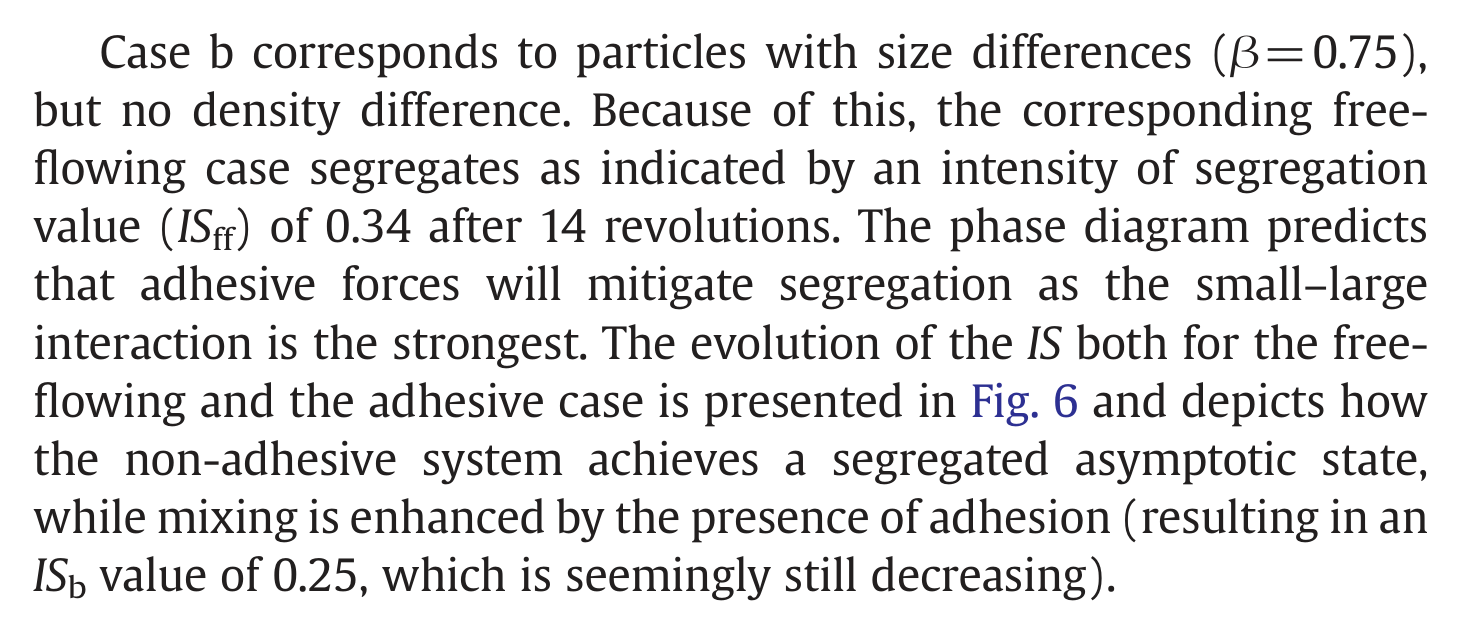 Case b corresponds to particles with size differences (β=0.75),
but no density difference. Because of this, the corresponding free-
flowing case segregates as indicated by an intensity of segregation
value (ISff) of 0.34 after 14 revolutions. The phase diagram predicts
that adhesive forces will mitigate segregation as the small–large
interaction is the strongest. The evolution of the IS both for the free-
flowing and the adhesive case is presented in Fig. 6 and depicts how
the non-adhesive system achieves a segregated asymptotic state,
while mixing is enhanced by the presence of adhesion (resulting in an
ISb value of 0.25, which is seemingly still decreasing).